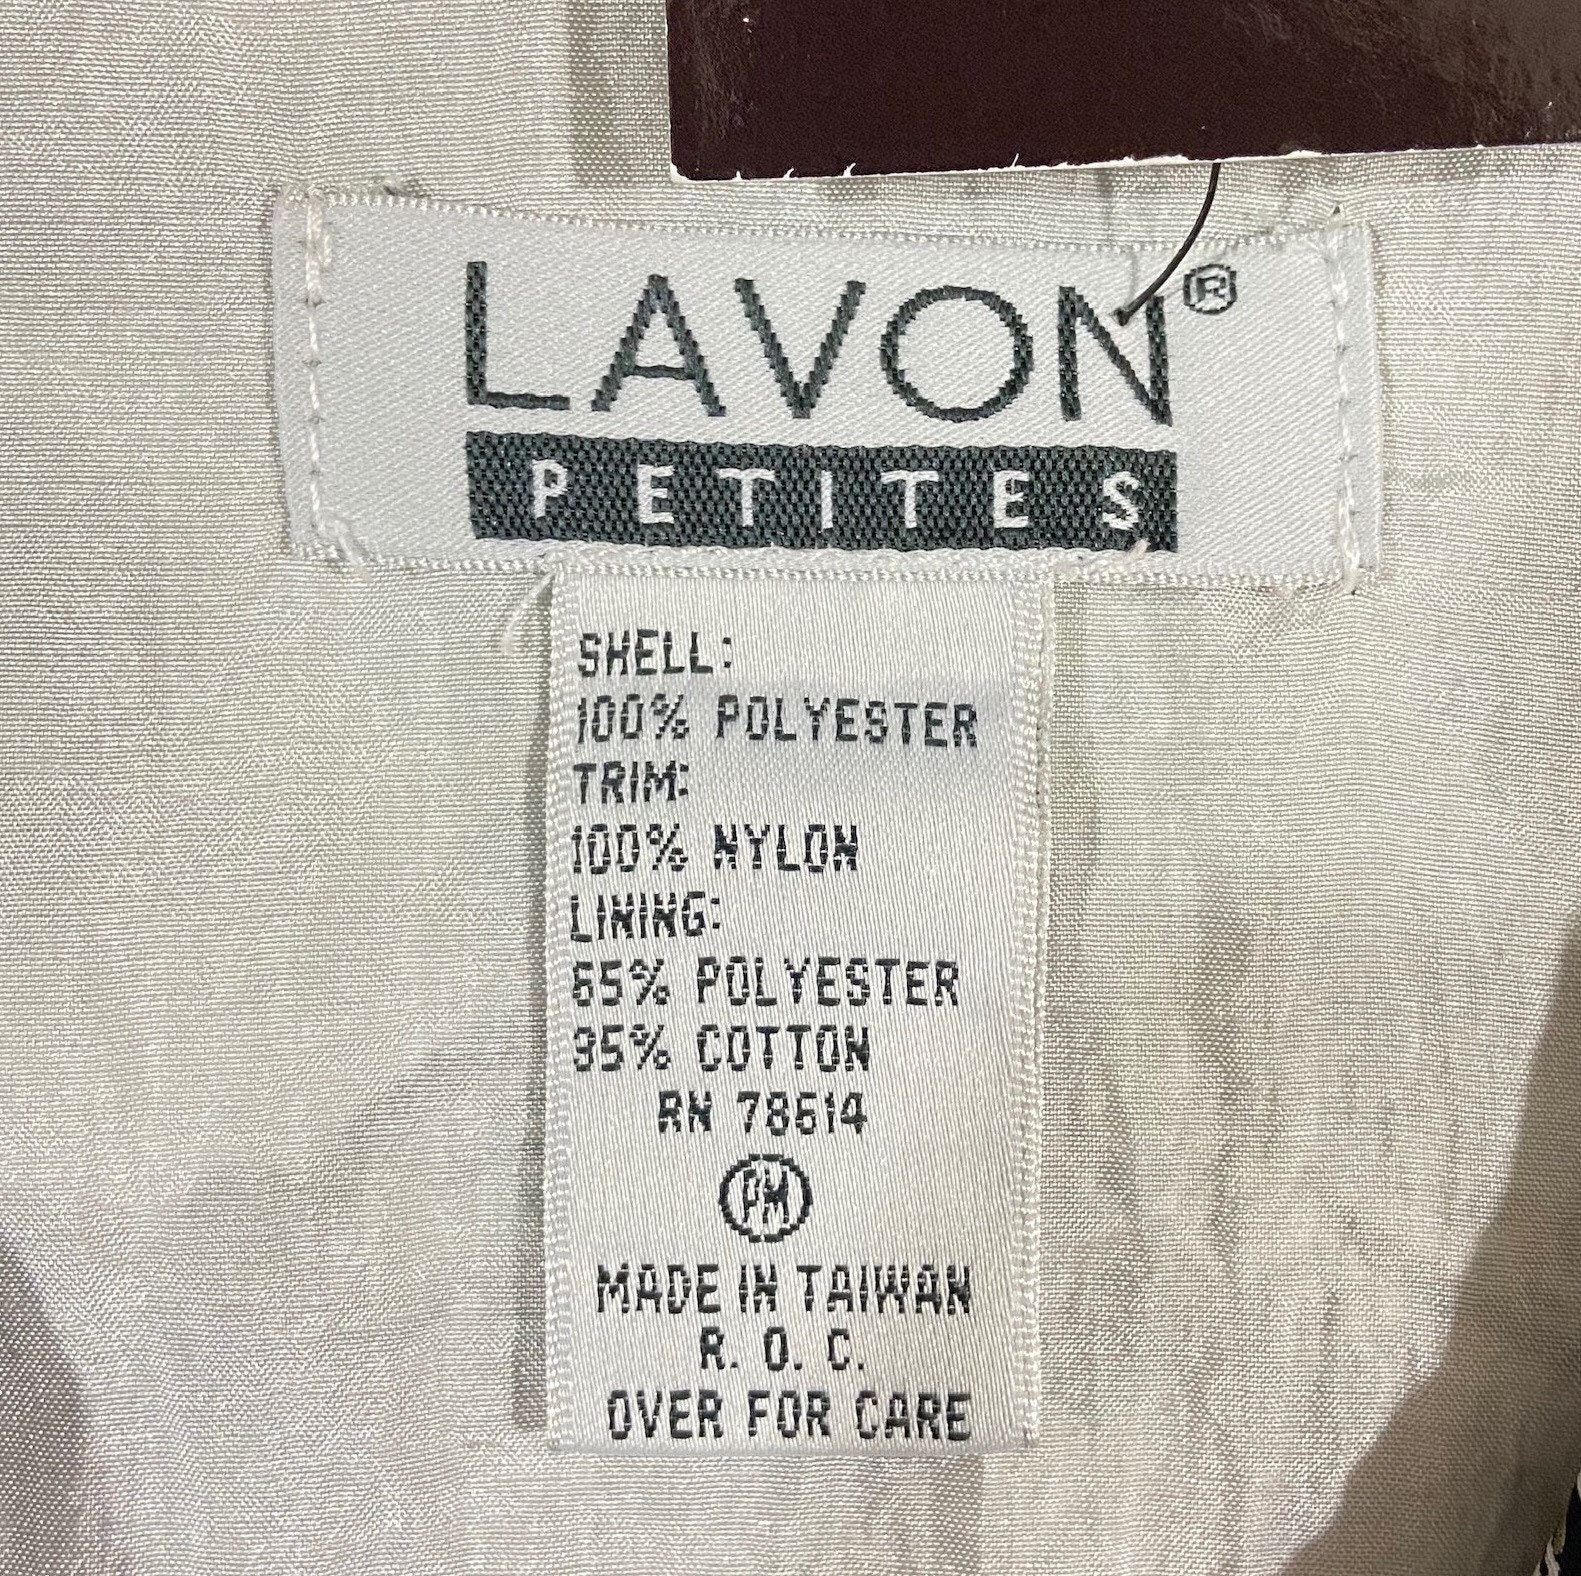 LAVON®
PETITES
SHELL:
100% POLYESTER
TRIM:
100% NYLON
LINING:
65% POLYESTER
35% COTTON
RN 78614
PM
MADE IN TAIWAN
R. O. C.
OVER FOR CARE